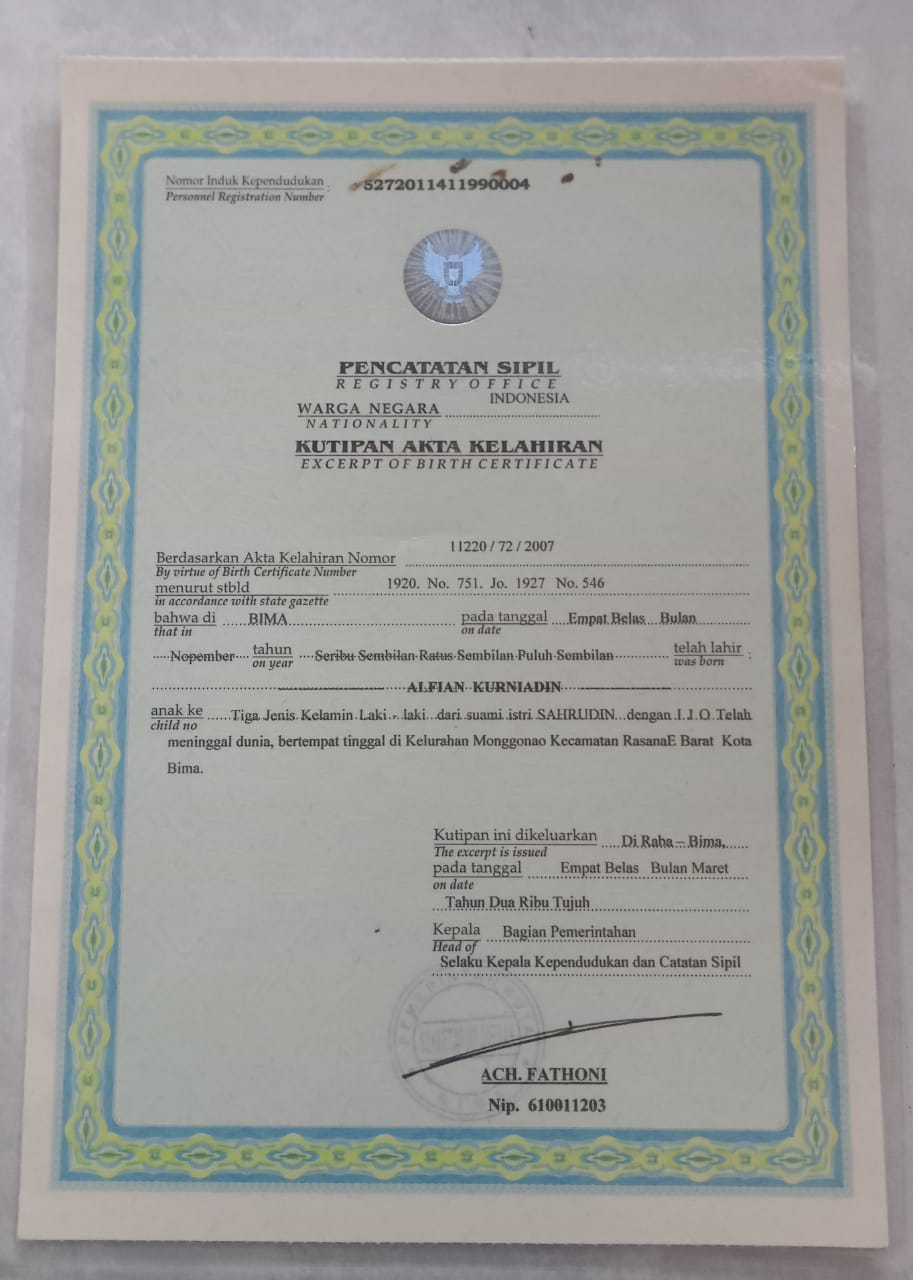 Nomor Induk Kependudukan : 5272011411990004
Personnel Registration Number
PENCATATAN SIPIL
REGISTRY OFFICE
INDONESIA
WARGA NEGARA
NATIONALITY
KUTIPAN AKTA KELAHIRAN
EXCERPT OF BIRTH CERTIFICATE
11220 / 72 / 2007
Berdasarkan Akta Kelahiran Nomor
By virtue of Birth Certificate Number
menurut stbld 1920. No. 751. Jo. 1927 No. 546
in accordance with state gazette
bahwa di BIMA pada tanggal Empat Belas Bulan
that in on date
Nopember tahun Seribu Sembilan Ratus Sembilan Puluh Sembilan telah lahir :
on year was born
ALFIAN KURNIADIN
anak ke Tiga Jenis Kelamin Laki - laki dari suami istri SAHRUDIN dengan I.J.O Telah
child no
meninggal dunia, bertempat tinggal di Kelurahan Monggonao Kecamatan RasanaE Barat Kota
Bima.
Kutipan ini dikeluarkan Di Raba – Bima,
The excerpt is issued
pada tanggal Empat Belas Bulan Maret
on date
Tahun Dua Ribu Tujuh
Kepala Bagian Pemerintahan
Head of
Selaku Kepala Kependudukan dan Catatan Sipil
ACH. FATHONI
Nip. 610011203